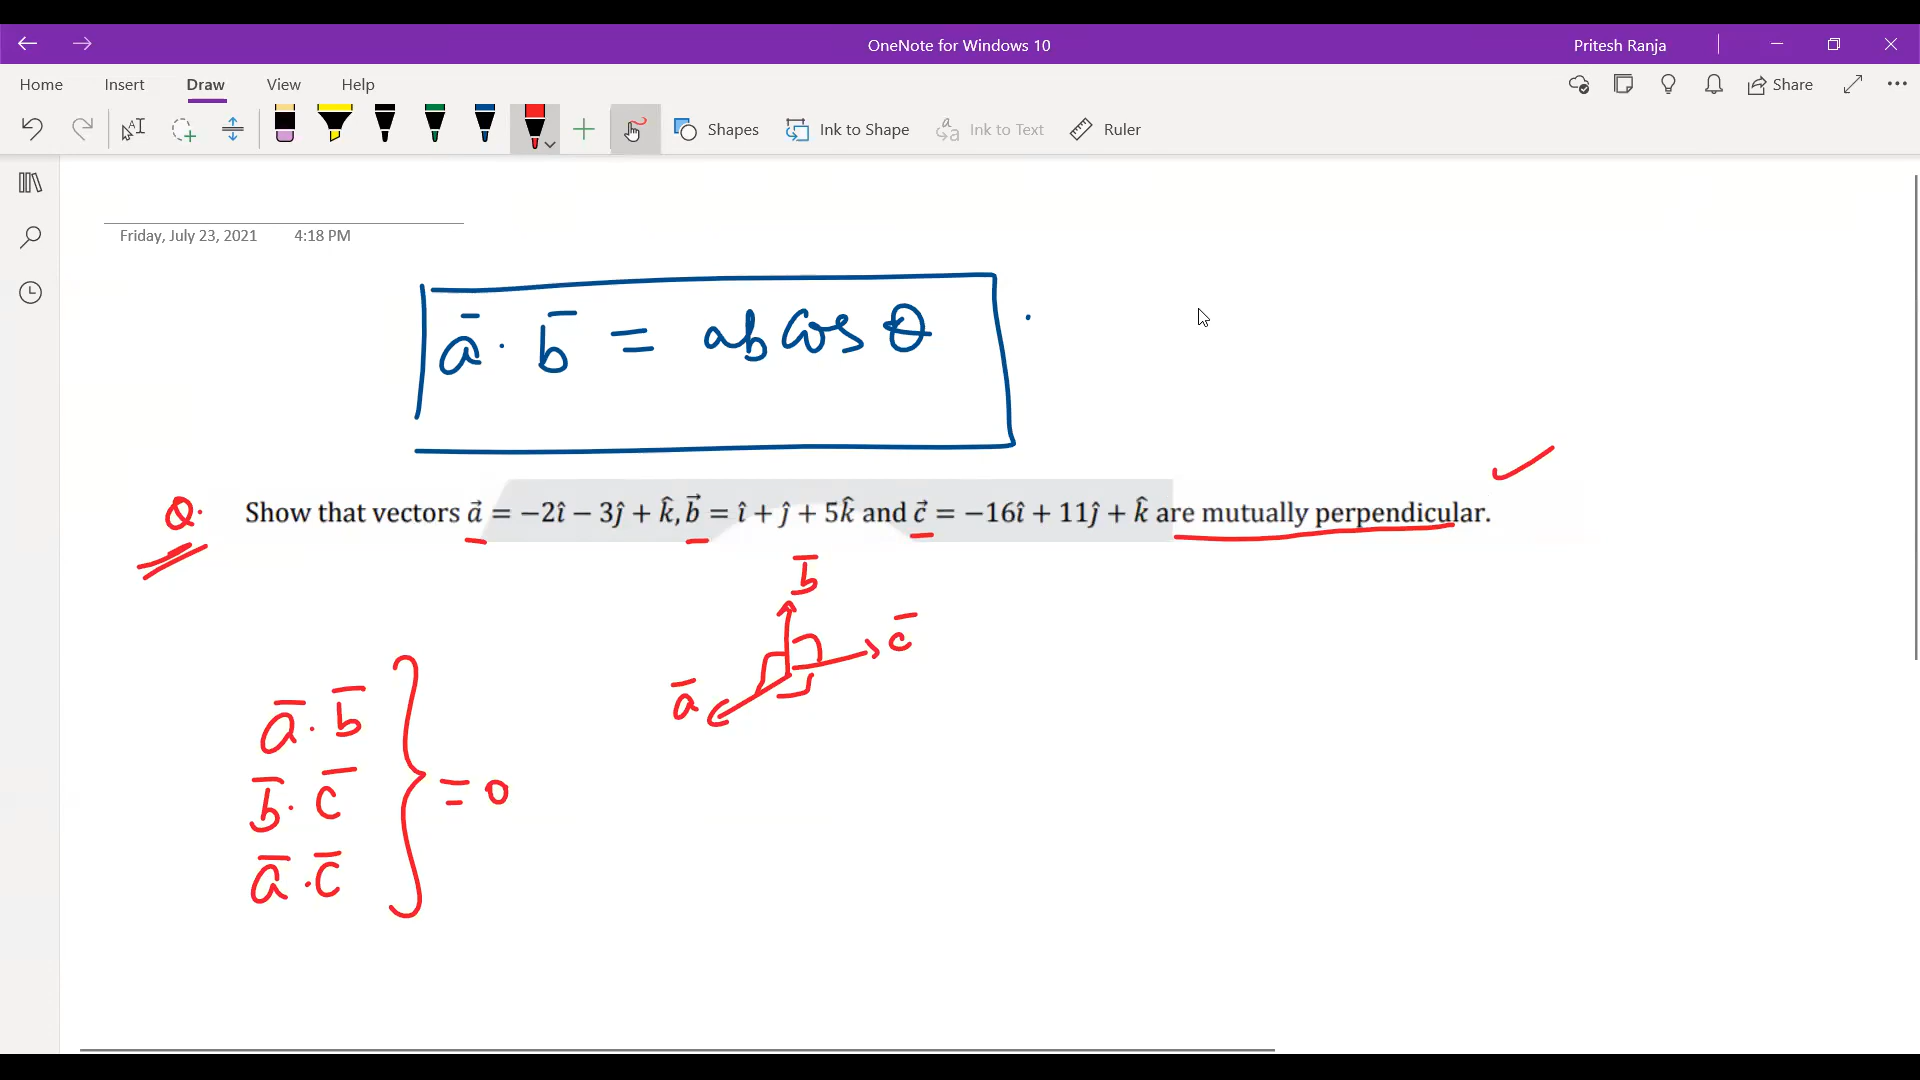 OneNote for Windows 10
Pritesh Ranja
Home Insert Draw View Help
Share
Shapes Ink to Shape Ink to Text Ruler
Friday, July 23, 2021 4:18 PM
a̅ · b̅ = ab cos θ
Q. Show that vectors a⃗ = −2î − 3ĵ + k̂, b⃗ = î + ĵ + 5k̂ and c⃗ = −16î + 11ĵ + k̂ are mutually perpendicular.
b̅
c̅
a̅
a̅ · b̅
b̅ · c̅
= 0
a̅ · c̅